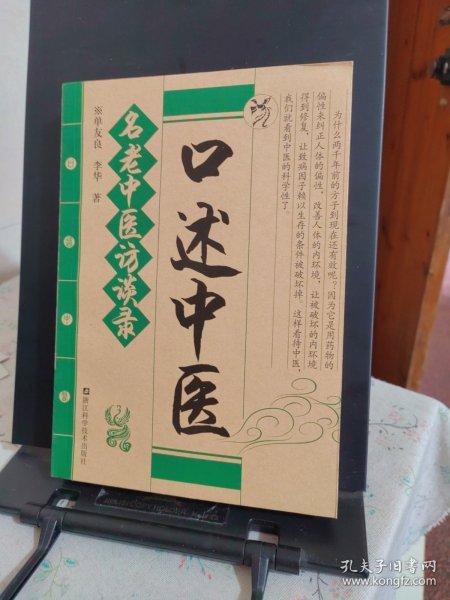 为什么两千年前的方子到现在还有效呢？因为它是用药物的
偏性来纠正人体的偏性，改善人体的内环境，让被破坏的内环境
得到修复，让致病因子赖以生存的条件被破坏掉。这样看待中医，
我们就看到中医的科学性了。
口述中医
名老中医访谈录
※单友良 李华 著
浙江科学技术出版社
孔夫子旧书网
www.kongfz.com